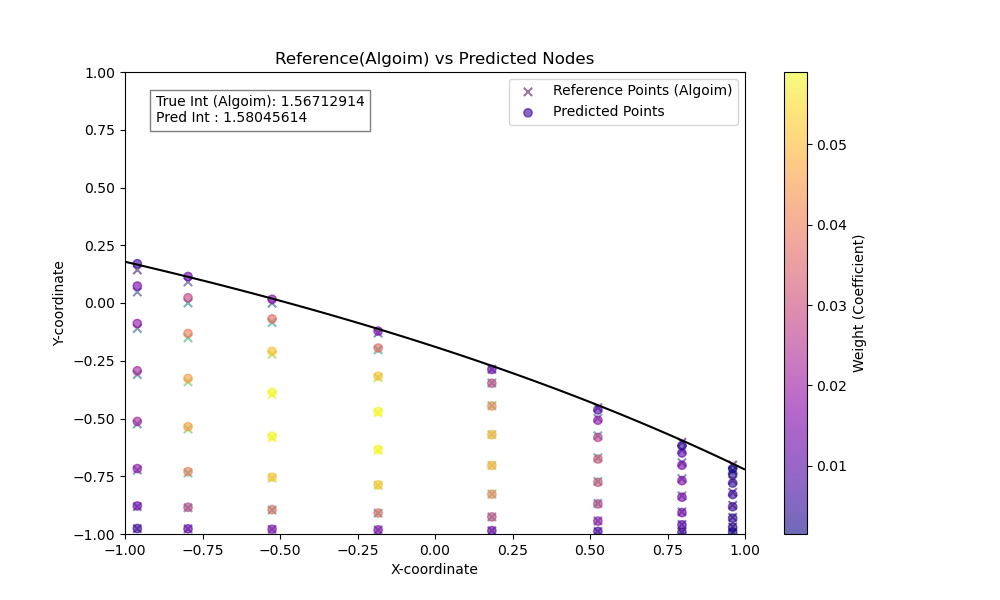 Reference(Algoim) vs Predicted Nodes
True Int (Algoim): 1.56712914
Pred Int : 1.58045614
Reference Points (Algoim)
Predicted Points
1.00
0.75
0.50
0.25
0.00
−0.25
−0.50
−0.75
−1.00
Y-coordinate
−1.00
−0.75
−0.50
−0.25
0.00
0.25
0.50
0.75
1.00
X-coordinate
0.05
0.04
0.03
0.02
0.01
Weight (Coefficient)